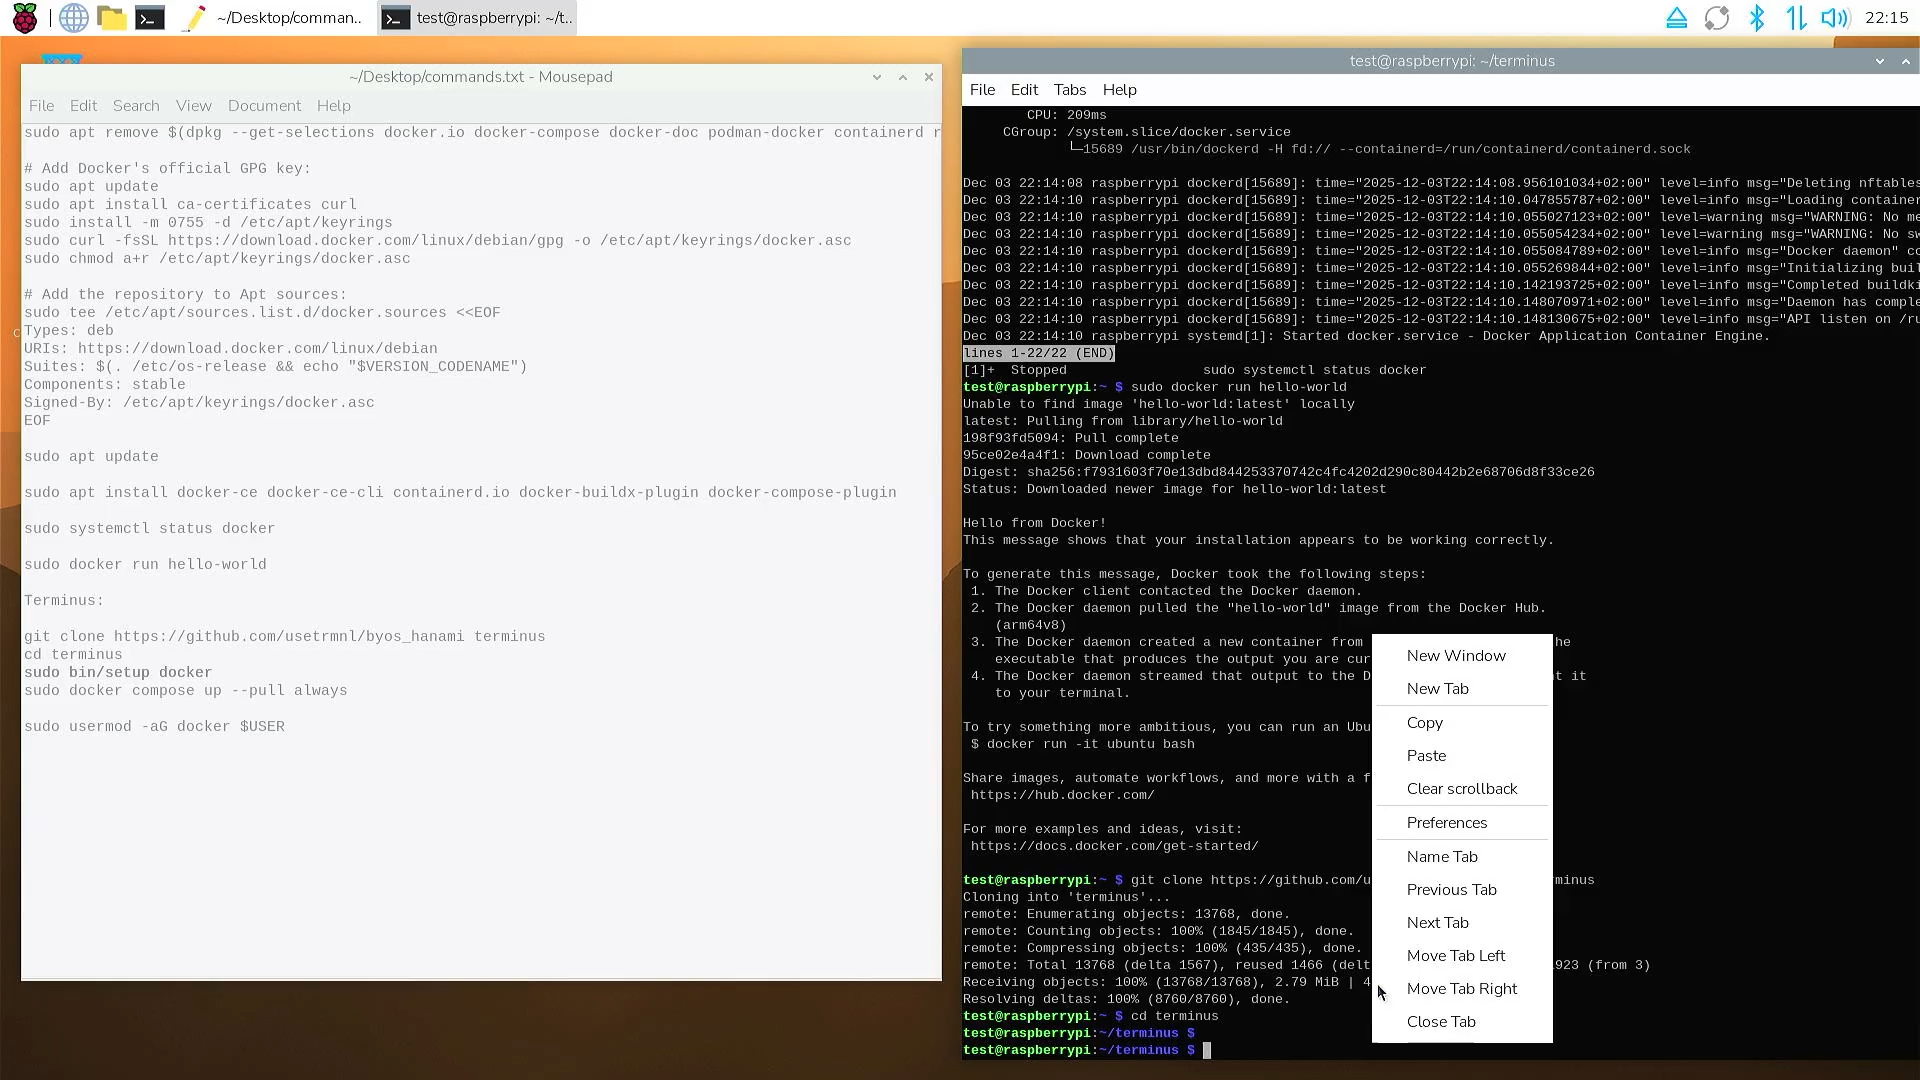 ~/Desktop/comman..
test@raspberrypi: ~/t..
22:15
~/Desktop/commands.txt - Mousepad
File Edit Search View Document Help
sudo apt remove $(dpkg --get-selections docker.io docker-compose docker-doc podman-docker containerd r
# Add Docker's official GPG key:
sudo apt update
sudo apt install ca-certificates curl
sudo install -m 0755 -d /etc/apt/keyrings
sudo curl -fsSL https://download.docker.com/linux/debian/gpg -o /etc/apt/keyrings/docker.asc
sudo chmod a+r /etc/apt/keyrings/docker.asc
# Add the repository to Apt sources:
sudo tee /etc/apt/sources.list.d/docker.sources <<EOF
Types: deb
URIs: https://download.docker.com/linux/debian
Suites: $(. /etc/os-release && echo "$VERSION_CODENAME")
Components: stable
Signed-By: /etc/apt/keyrings/docker.asc
EOF
sudo apt update
sudo apt install docker-ce docker-ce-cli containerd.io docker-buildx-plugin docker-compose-plugin
sudo systemctl status docker
sudo docker run hello-world
Terminus:
git clone https://github.com/usetrmnl/byos_hanami terminus
cd terminus
sudo bin/setup docker
sudo docker compose up --pull always
sudo usermod -aG docker $USER
test@raspberrypi: ~/terminus
File Edit Tabs Help
CPU: 209ms
CGroup: /system.slice/docker.service
└─15689 /usr/bin/dockerd -H fd:// --containerd=/run/containerd/containerd.sock
Dec 03 22:14:08 raspberrypi dockerd[15689]: time="2025-12-03T22:14:08.956101034+02:00" level=info msg="Deleting nftables
Dec 03 22:14:10 raspberrypi dockerd[15689]: time="2025-12-03T22:14:10.047855787+02:00" level=info msg="Loading container
Dec 03 22:14:10 raspberrypi dockerd[15689]: time="2025-12-03T22:14:10.055027123+02:00" level=warning msg="WARNING: No me
Dec 03 22:14:10 raspberrypi dockerd[15689]: time="2025-12-03T22:14:10.055054234+02:00" level=warning msg="WARNING: No sw
Dec 03 22:14:10 raspberrypi dockerd[15689]: time="2025-12-03T22:14:10.055084789+02:00" level=info msg="Docker daemon" co
Dec 03 22:14:10 raspberrypi dockerd[15689]: time="2025-12-03T22:14:10.055269844+02:00" level=info msg="Initializing buil
Dec 03 22:14:10 raspberrypi dockerd[15689]: time="2025-12-03T22:14:10.142193725+02:00" level=info msg="Completed buildki
Dec 03 22:14:10 raspberrypi dockerd[15689]: time="2025-12-03T22:14:10.148070971+02:00" level=info msg="Daemon has comple
Dec 03 22:14:10 raspberrypi dockerd[15689]: time="2025-12-03T22:14:10.148130675+02:00" level=info msg="API listen on /ru
Dec 03 22:14:10 raspberrypi systemd[1]: Started docker.service - Docker Application Container Engine.
lines 1-22/22 (END)
[1]+  Stopped                 sudo systemctl status docker
test@raspberrypi:~ $ sudo docker run hello-world
Unable to find image 'hello-world:latest' locally
latest: Pulling from library/hello-world
198f93fd5094: Pull complete
95ce02e4a4f1: Download complete
Digest: sha256:f7931603f70e13dbd844253370742c4fc4202d290c80442b2e68706d8f33ce26
Status: Downloaded newer image for hello-world:latest
Hello from Docker!
This message shows that your installation appears to be working correctly.
To generate this message, Docker took the following steps:
1. The Docker client contacted the Docker daemon.
2. The Docker daemon pulled the "hello-world" image from the Docker Hub.
(arm64v8)
3. The Docker daemon created a new container from he
executable that produces the output you are cur
4. The Docker daemon streamed that output to the D t it
to your terminal.
To try something more ambitious, you can run an Ubu
$ docker run -it ubuntu bash
Share images, automate workflows, and more with a f
https://hub.docker.com/
For more examples and ideas, visit:
https://docs.docker.com/get-started/
test@raspberrypi:~ $ git clone https://github.com/u rminus
Cloning into 'terminus'...
remote: Enumerating objects: 13768, done.
remote: Counting objects: 100% (1845/1845), done.
remote: Compressing objects: 100% (435/435), done.
remote: Total 13768 (delta 1567), reused 1466 (delt 1923 (from 3)
Receiving objects: 100% (13768/13768), 2.79 MiB | 4
Resolving deltas: 100% (8760/8760), done.
test@raspberrypi:~ $ cd terminus
test@raspberrypi:~/terminus $
test@raspberrypi:~/terminus $
New Window
New Tab
Copy
Paste
Clear scrollback
Preferences
Name Tab
Previous Tab
Next Tab
Move Tab Left
Move Tab Right
Close Tab